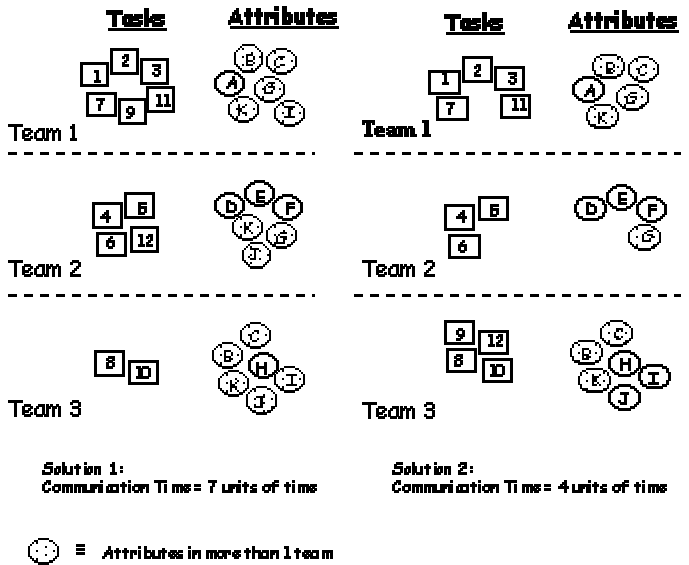 Tasks Attributes Tasks Attributes
2 B C 2 B C
1 3 A G 1 3 A G
7 9 11 K I 7 11 K
Team 1 Team 1
5 D E F 5 D E F
4 K G 4 G
6 12 J 6
Team 2 Team 2
C 9 12 C
8 B H I 8 B H I
10 K J 10 K J
Team 3 Team 3
Solution 1: Solution 2:
Communication Time = 7 units of time Communication Time = 4 units of time
≡ Attributes in more than 1 team